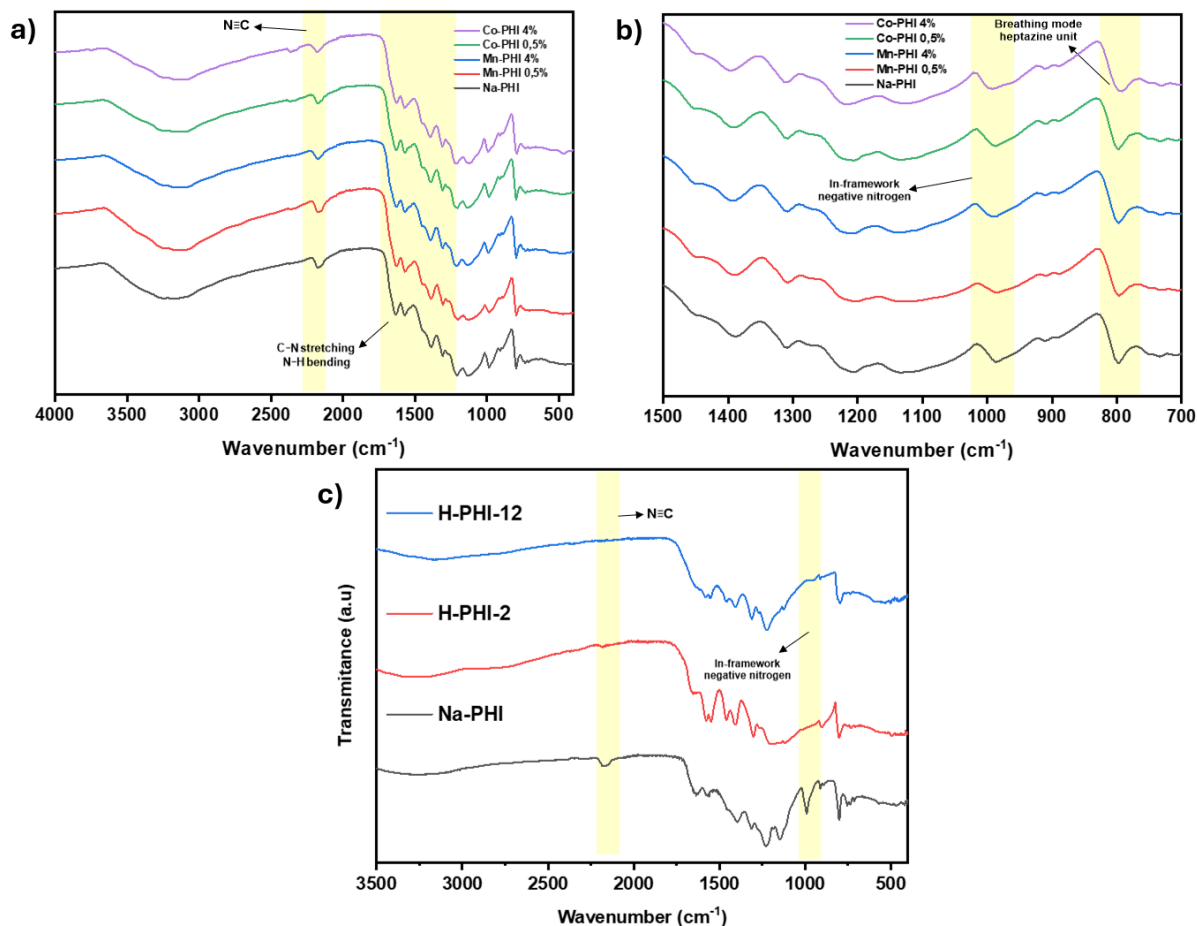 a)
N≡C
Co-PHI 4%
Co-PHI 0,5%
Mn-PHI 4%
Mn-PHI 0,5%
Na-PHI
C–N stretching
N–H bending
4000 3500 3000 2500 2000 1500 1000 500
Wavenumber (cm⁻¹)
b)
Co-PHI 4%
Co-PHI 0,5%
Mn-PHI 4%
Mn-PHI 0,5%
Na-PHI
Breathing mode
heptazine unit
In-framework
negative nitrogen
1500 1400 1300 1200 1100 1000 900 800 700
Wavenumber (cm⁻¹)
c)
H-PHI-12
N≡C
H-PHI-2
In-framework
negative nitrogen
Na-PHI
Transmitance (a.u)
3500 3000 2500 2000 1500 1000 500
Wavenumber (cm⁻¹)